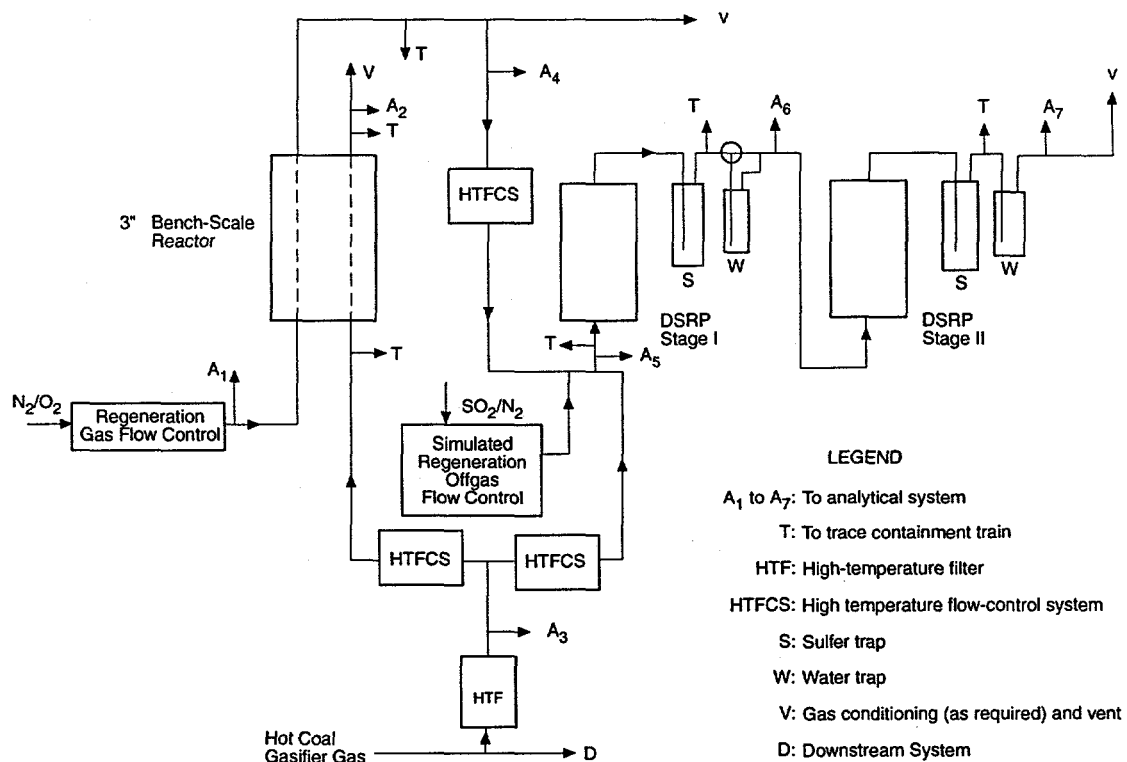 V
T
A4
V
A2
T
HTFCS
3" Bench-Scale
Reactor
T
A6
T
A7
V
S
W
S
W
DSRP
Stage I
DSRP
Stage II
T
A5
T
A1
N2/O2
Regeneration
Gas Flow Control
SO2/N2
Simulated
Regeneration
Offgas
Flow Control
HTFCS
HTFCS
A3
HTF
Hot Coal
Gasifier Gas
D
LEGEND
A1 to A7: To analytical system
T: To trace containment train
HTF: High-temperature filter
HTFCS: High temperature flow-control system
S: Sulfer trap
W: Water trap
V: Gas conditioning (as required) and vent
D: Downstream System